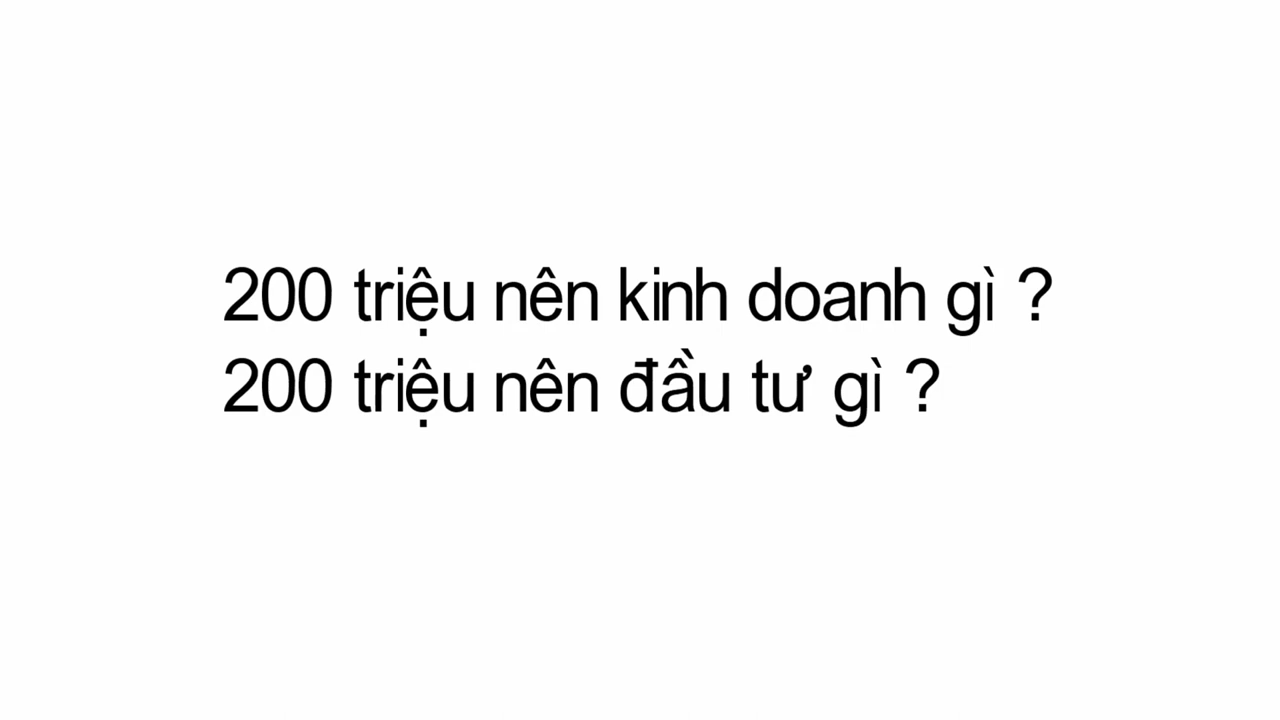 200 triệu nên kinh doanh gì ?
200 triệu nên đầu tư gì ?